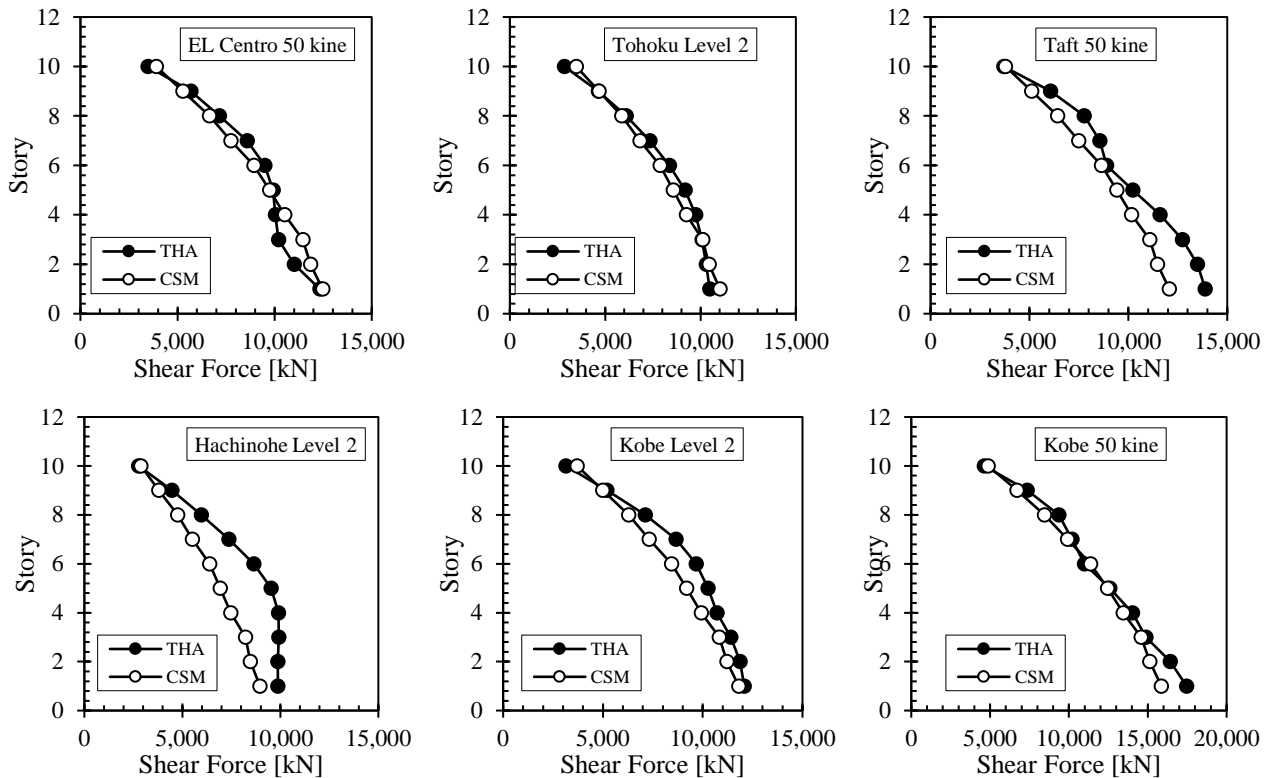 EL Centro 50 kine
12
10
8
6
4
2
0
Story
THA
CSM
0 5,000 10,000 15,000
Shear Force [kN]
Tohoku Level 2
12
10
8
6
4
2
0
Story
THA
CSM
0 5,000 10,000 15,000
Shear Force [kN]
Taft 50 kine
12
10
8
6
4
2
0
Story
THA
CSM
0 5,000 10,000 15,000
Shear Force [kN]
Hachinohe Level 2
12
10
8
6
4
2
0
Story
THA
CSM
0 5,000 10,000 15,000
Shear Force [kN]
Kobe Level 2
12
10
8
6
4
2
0
Story
THA
CSM
0 5,000 10,000 15,000
Shear Force [kN]
Kobe 50 kine
12
10
8
6
4
2
0
Story
THA
CSM
0 5,000 10,000 15,000 20,000
Shear Force [kN]